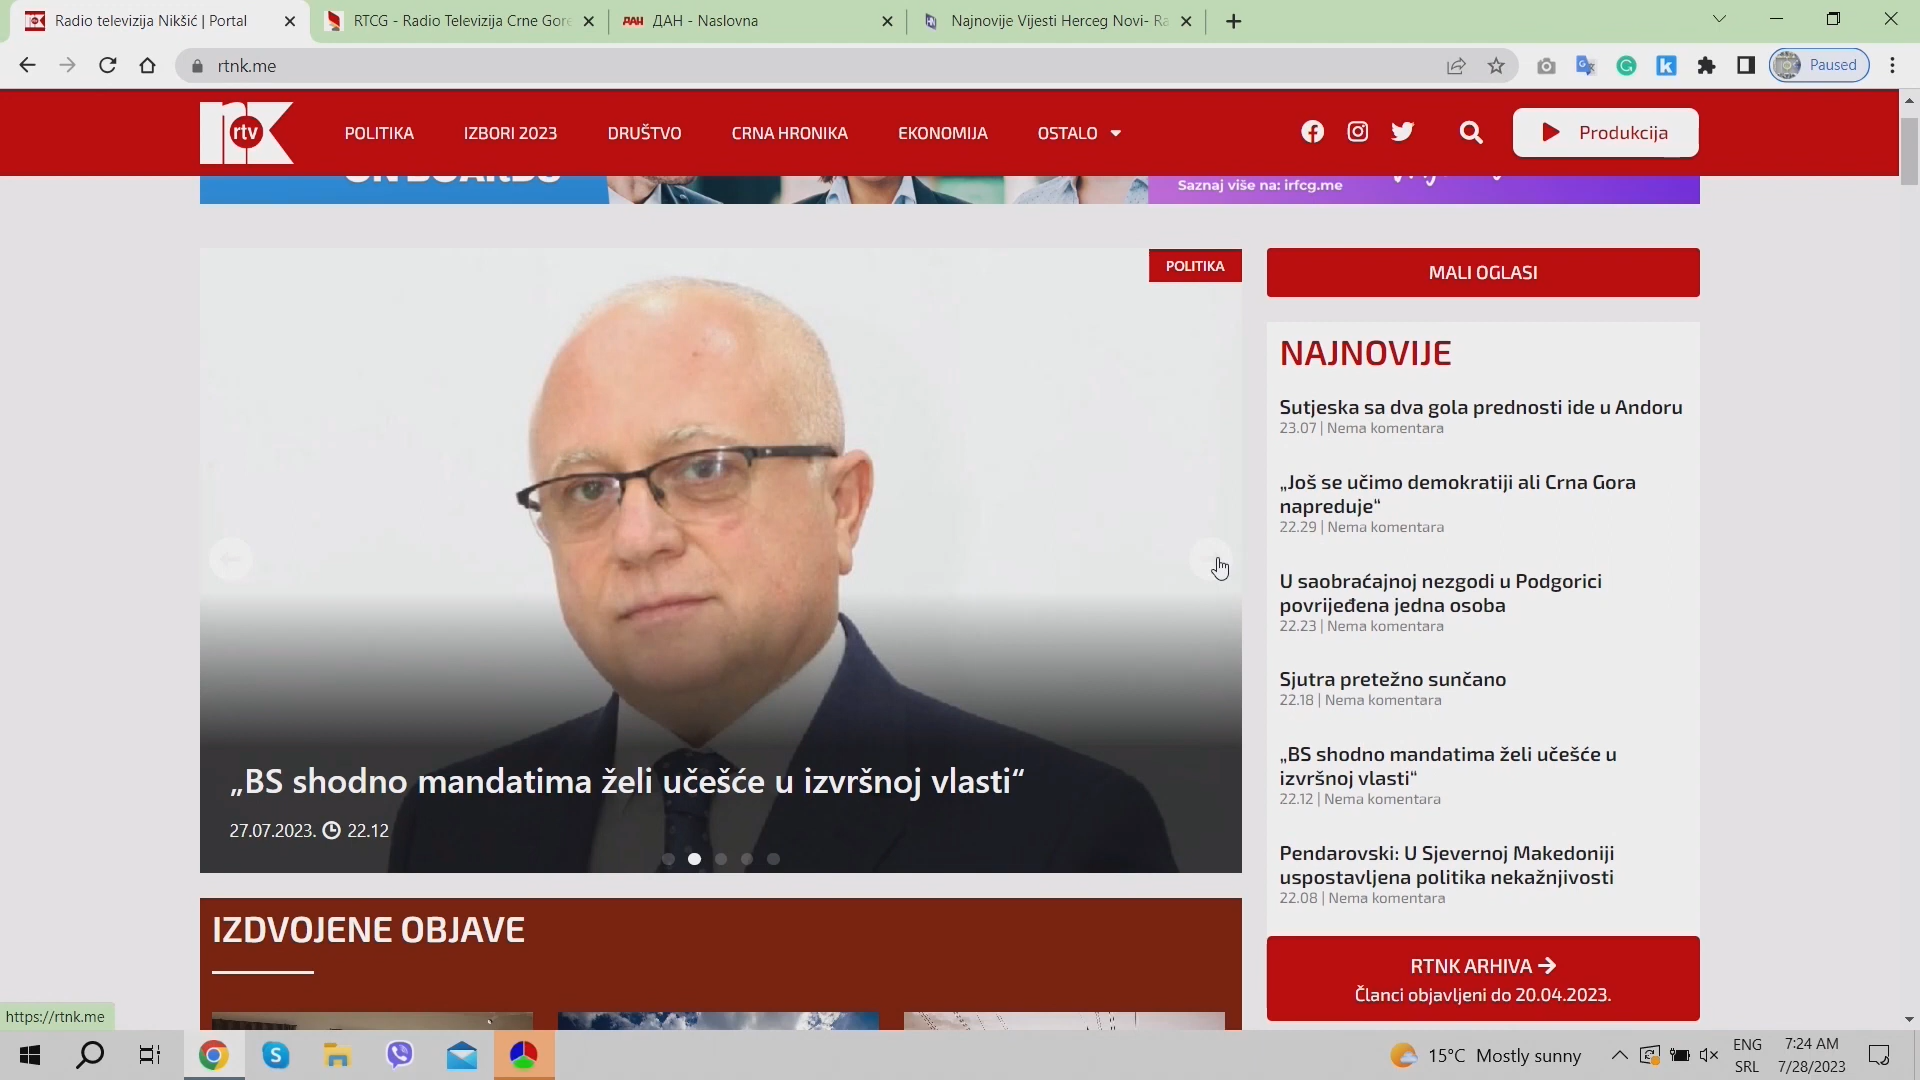 Radio televizija Nikšić | Portal
RTCG - Radio Televizija Crne Gore
ДАН ДАН - Naslovna
Najnovije Vijesti Herceg Novi- Ra
rtnk.me
Paused
rtv
POLITIKA
IZBORI 2023
DRUŠTVO
CRNA HRONIKA
EKONOMIJA
OSTALO
Produkcija
Saznaj više na: irfcg.me
POLITIKA
„BS shodno mandatima želi učešće u izvršnoj vlasti“
27.07.2023. 22.12
MALI OGLASI
NAJNOVIJE
Sutjeska sa dva gola prednosti ide u Andoru
23.07 | Nema komentara
„Još se učimo demokratiji ali Crna Gora
napreduje“
22.29 | Nema komentara
U saobraćajnoj nezgodi u Podgorici
povrijeđena jedna osoba
22.23 | Nema komentara
Sjutra pretežno sunčano
22.18 | Nema komentara
„BS shodno mandatima želi učešće u
izvršnoj vlasti“
22.12 | Nema komentara
Pendarovski: U Sjevernoj Makedoniji
uspostavljena politika nekažnjivosti
22.08 | Nema komentara
RTNK ARHIVA
Članci objavljeni do 20.04.2023.
IZDVOJENE OBJAVE
https://rtnk.me
15°C Mostly sunny
ENG
SRL
7:24 AM
7/28/2023